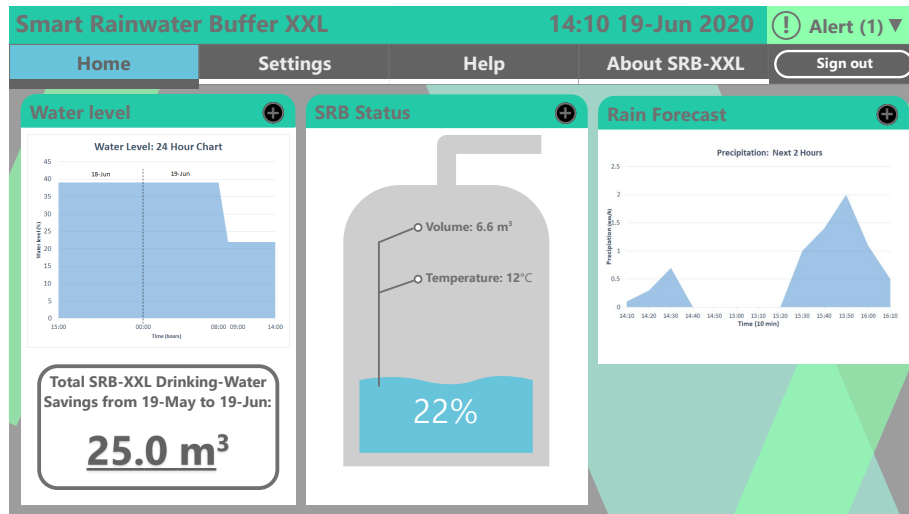 Smart Rainwater Buffer XXL 14:10 19-Jun 2020 ! Alert (1) ▼
Home Settings Help About SRB-XXL Sign out
Water level
Water Level: 24 Hour Chart
18-Jun 19-Jun
45
40
35
30
25
20
15
10
5
0
Water level (%)
15:00 00:00 08:00 09:00 14:00
Time (hours)
Total SRB-XXL Drinking-Water
Savings from 19-May to 19-Jun:
25.0 m³
SRB Status
Volume: 6.6 m³
Temperature: 12°C
22%
Rain Forecast
Precipitation: Next 2 Hours
2.5
2
1.5
1
0.5
0
Precipiation (mm/h)
14:10 14:20 14:30 14:40 14:50 15:00 15:10 15:20 15:30 15:40 15:50 16:00 16:10
Time (10 min)